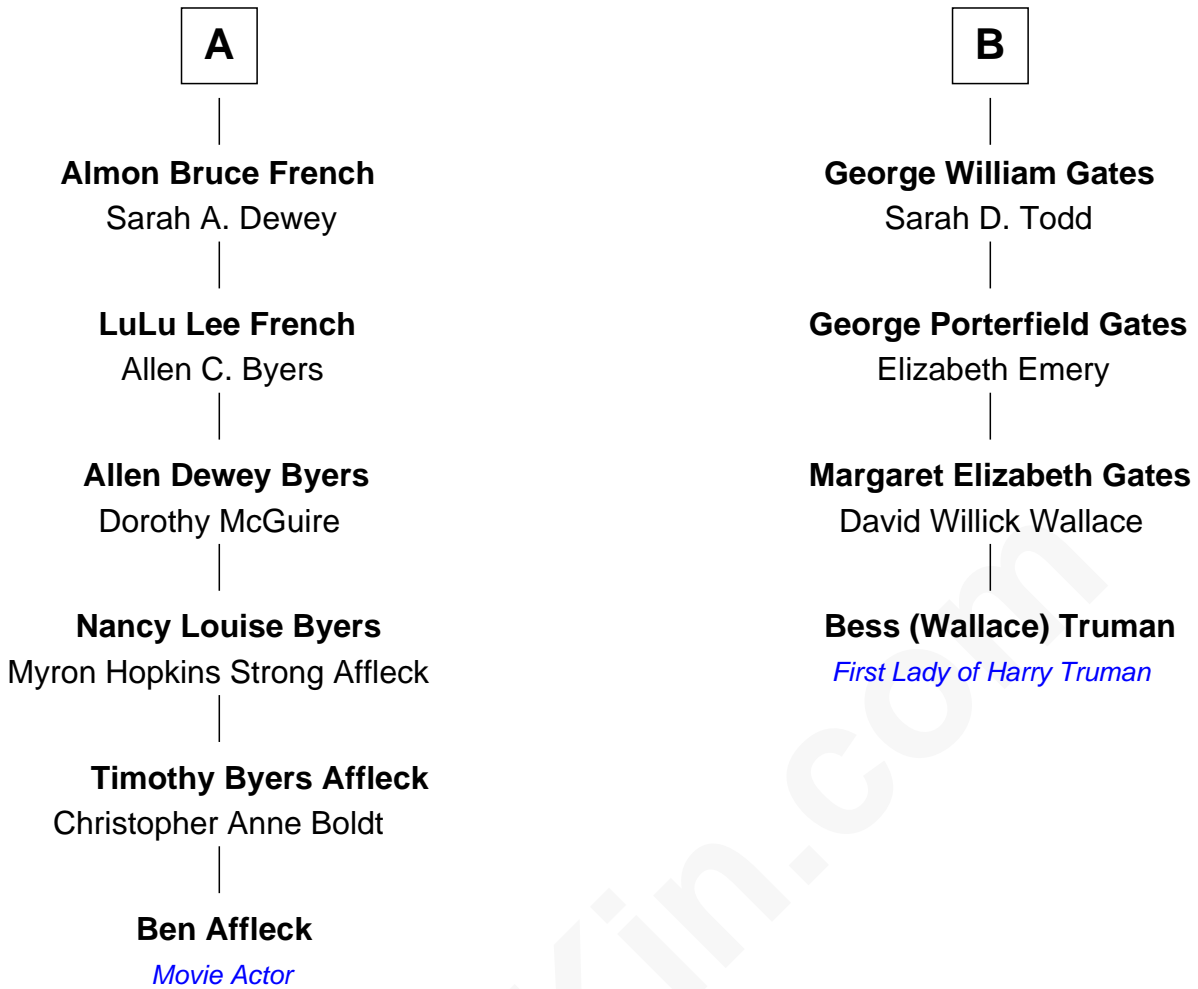 A
Almon Bruce French
Sarah A. Dewey
LuLu Lee French
Allen C. Byers
Allen Dewey Byers
Dorothy McGuire
Nancy Louise Byers
Myron Hopkins Strong Affleck
Timothy Byers Affleck
Christopher Anne Boldt
Ben Affleck
Movie Actor
B
George William Gates
Sarah D. Todd
George Porterfield Gates
Elizabeth Emery
Margaret Elizabeth Gates
David Willick Wallace
Bess (Wallace) Truman
First Lady of Harry Truman
Kin.com